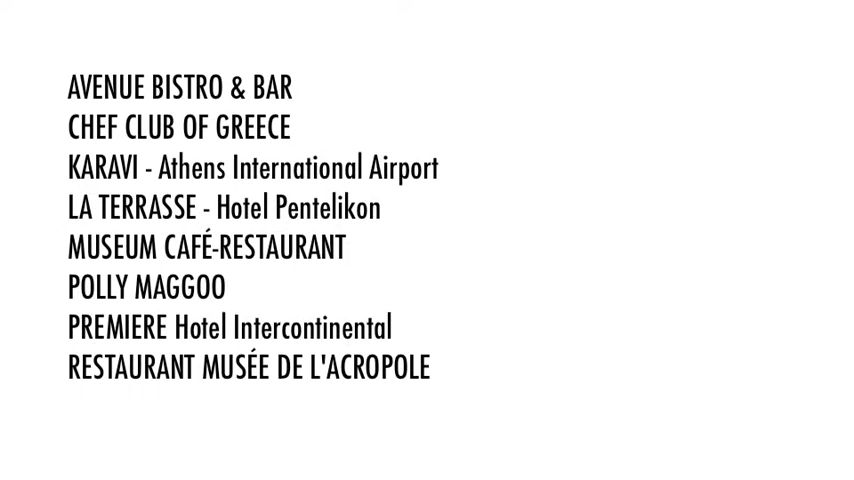 AVENUE BISTRO & BAR
CHEF CLUB OF GREECE
KARAVI - Athens International Airport
LA TERRASSE - Hotel Pentelikon
MUSEUM CAFÉ-RESTAURANT
POLLY MAGGOO
PREMIERE Hotel Intercontinental
RESTAURANT MUSÉE DE L'ACROPOLE